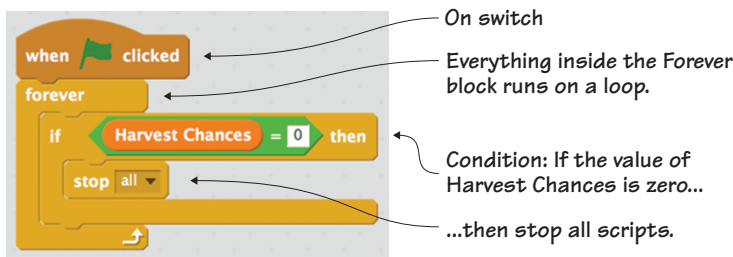 when clicked
forever
if Harvest Chances = 0 then
stop all
On switch
Everything inside the Forever
block runs on a loop.
Condition: If the value of
Harvest Chances is zero...
...then stop all scripts.